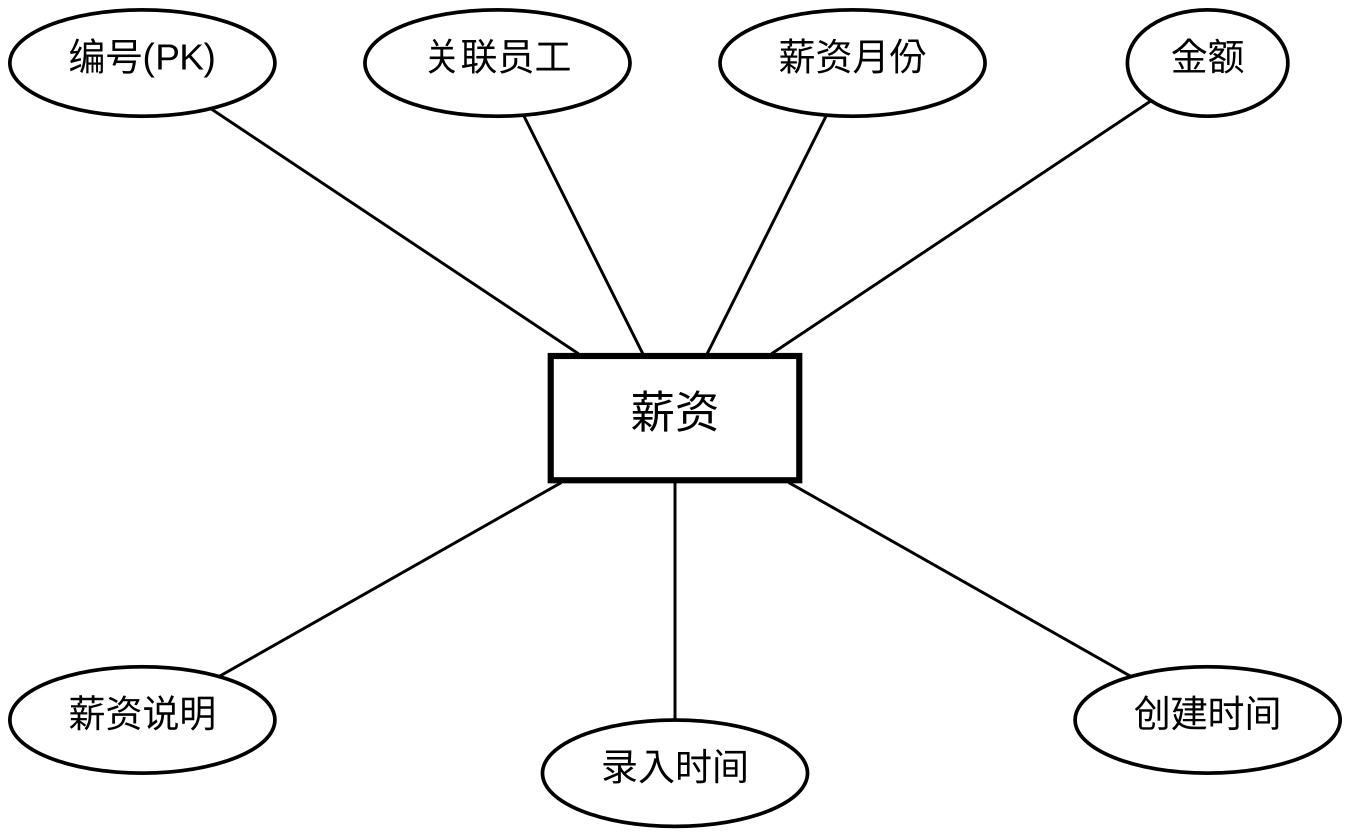 编号(PK)
关联员工
薪资月份
金额
薪资
薪资说明
录入时间
创建时间